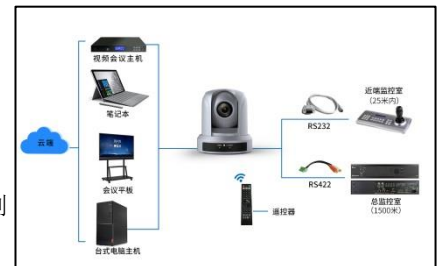 视频会议主机
笔记本
云端
会议平板
台式电脑主机
遥控器
RS232
近端监控室
(25米内)
RS422
总监控室
(1500米)